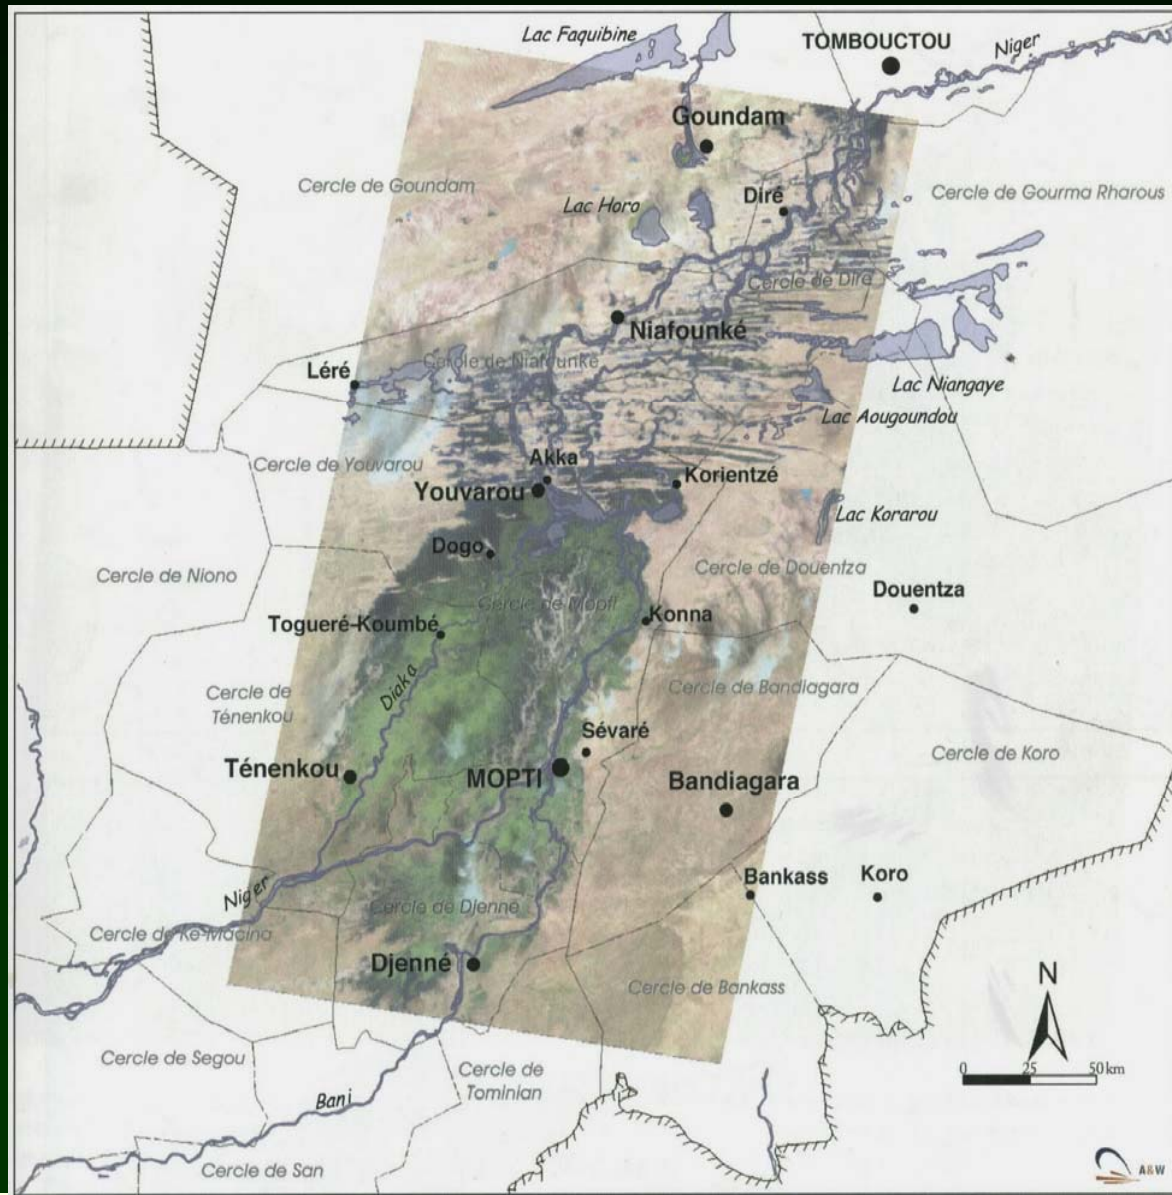 Lac Faquibine
TOMBOUCTOU
Niger
Goundam
Cercle de Goundam
Cercle de Gourma Rharous
Lac Horo
Diré
Cercle de Diré
Niafounké
Cercle de Niafounké
Léré
Lac Niangaye
Lac Aougoundou
Cercle de Youvarou
Akka
Korientzé
Youvarou
Lac Korarou
Dogo
Cercle de Niono
Cercle de Douentza
Douentza
Cercle de Mopti
Konna
Togueré-Koumbé
Diaka
Cercle de
Ténenkou
Cercle de Bandiagara
Sévaré
Cercle de Koro
Ténenkou
MOPTI
Bandiagara
Bankass
Koro
Niger
Cercle de Djenné
Cercle de Ke-Macina
Djenné
Cercle de Bankass
N
Cercle de Segou
Cercle de
Tominian
0 25 50 km
Bani
Cercle de San
A&W